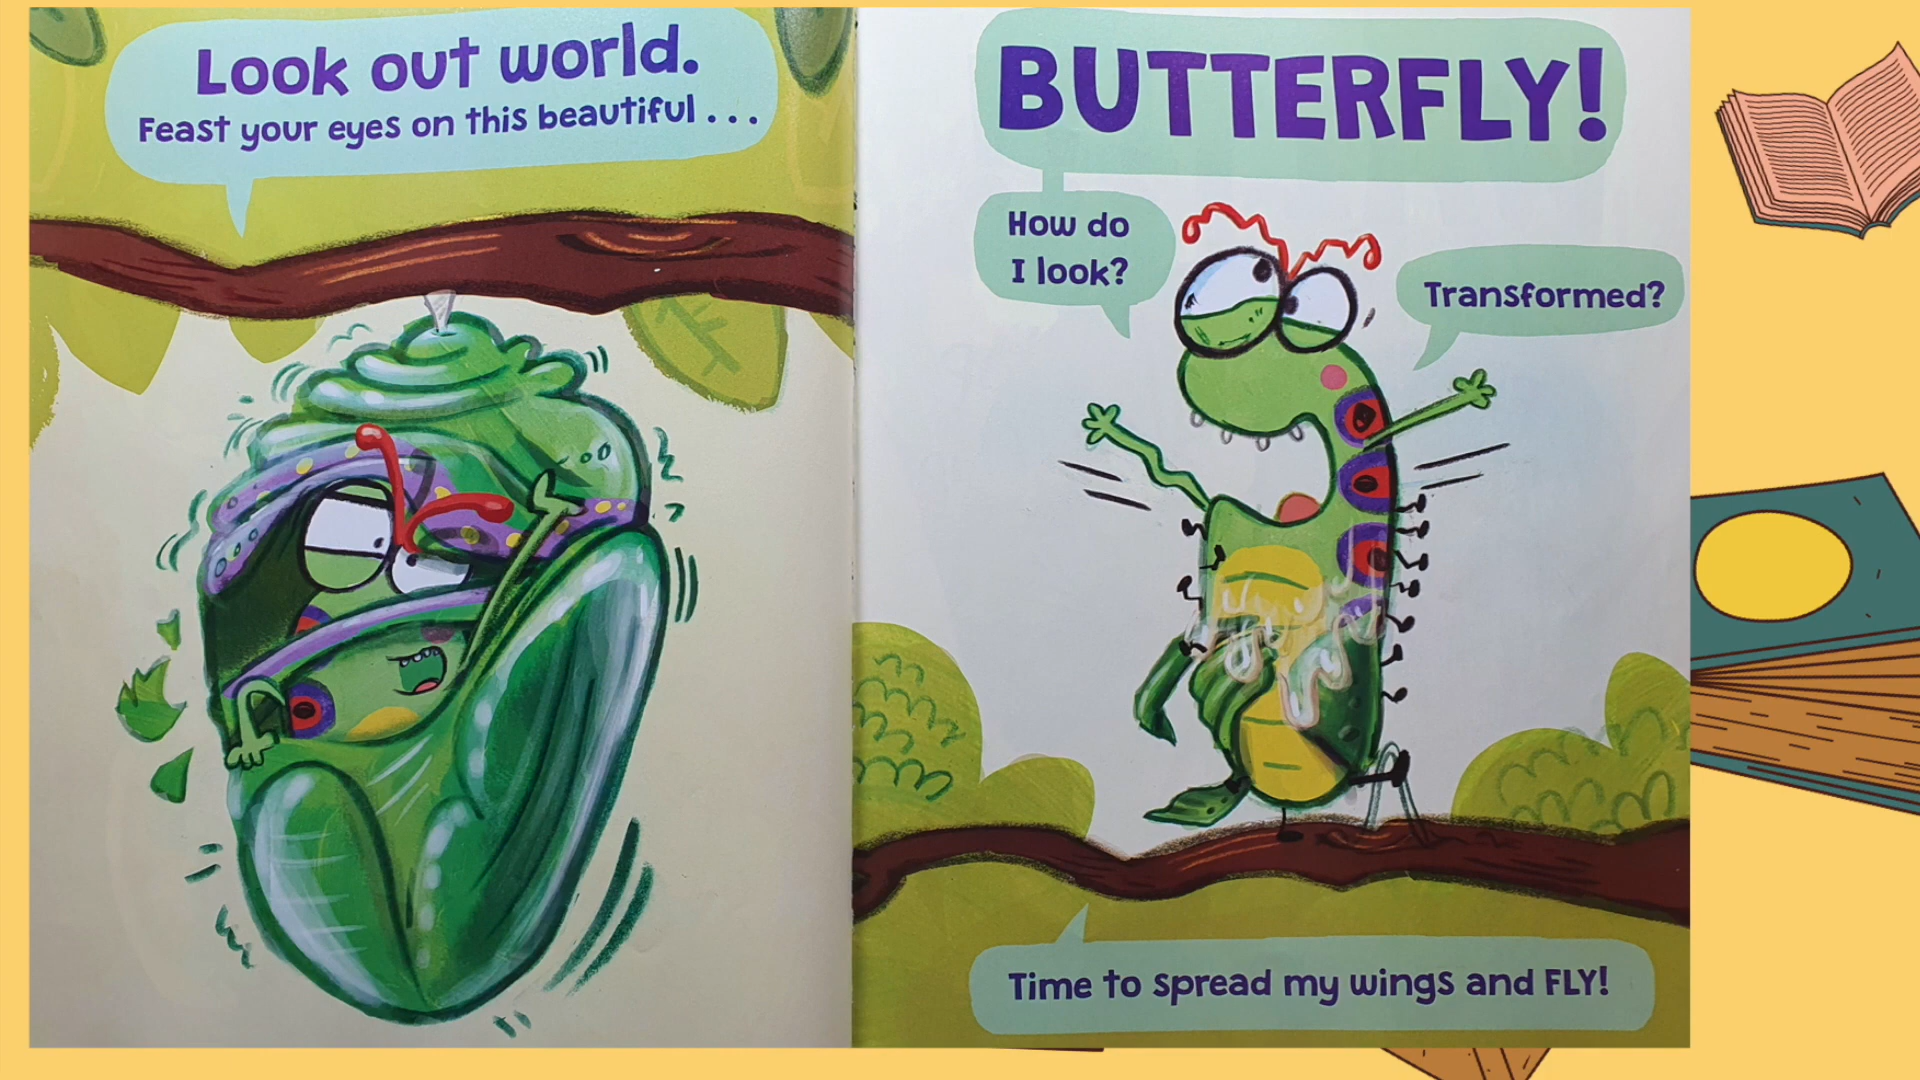 Look out world.
Feast your eyes on this beautiful . . .
BUTTERFLY!
How do
I look?
Transformed?
Time to spread my wings and FLY!